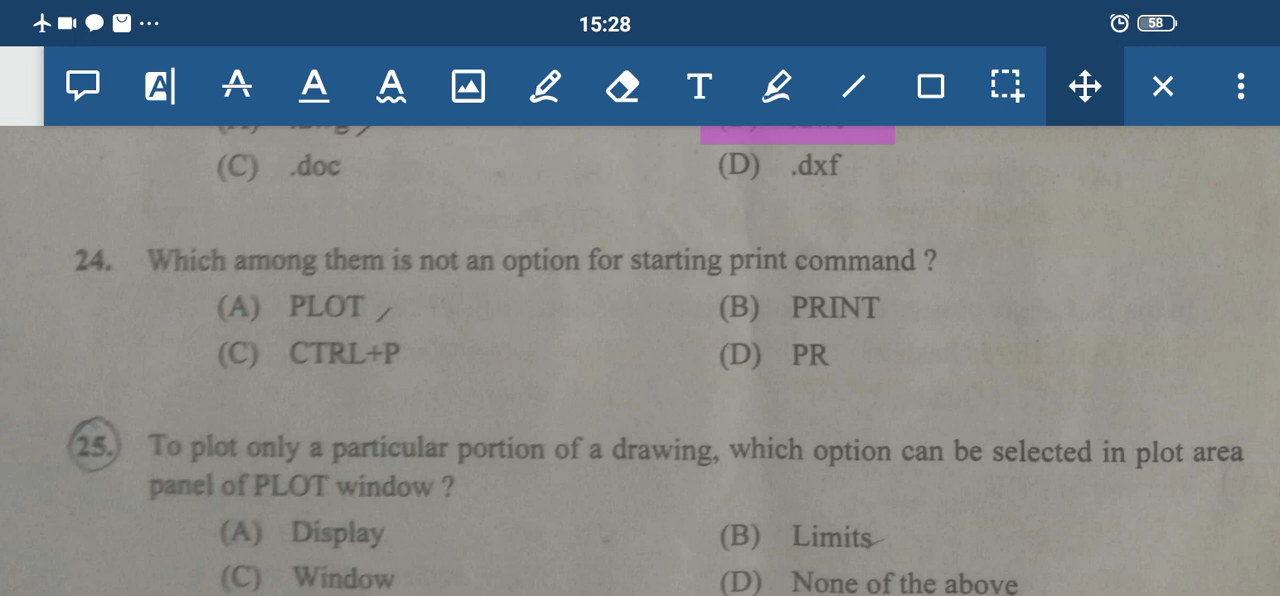 15:28
58
A
A
A
A
T
(C) .doc
(D) .dxf
24. Which among them is not an option for starting print command ?
(A) PLOT
(B) PRINT
(C) CTRL+P
(D) PR
25. To plot only a particular portion of a drawing, which option can be selected in plot area
panel of PLOT window ?
(A) Display
(B) Limits
(C) Window
(D) None of the above